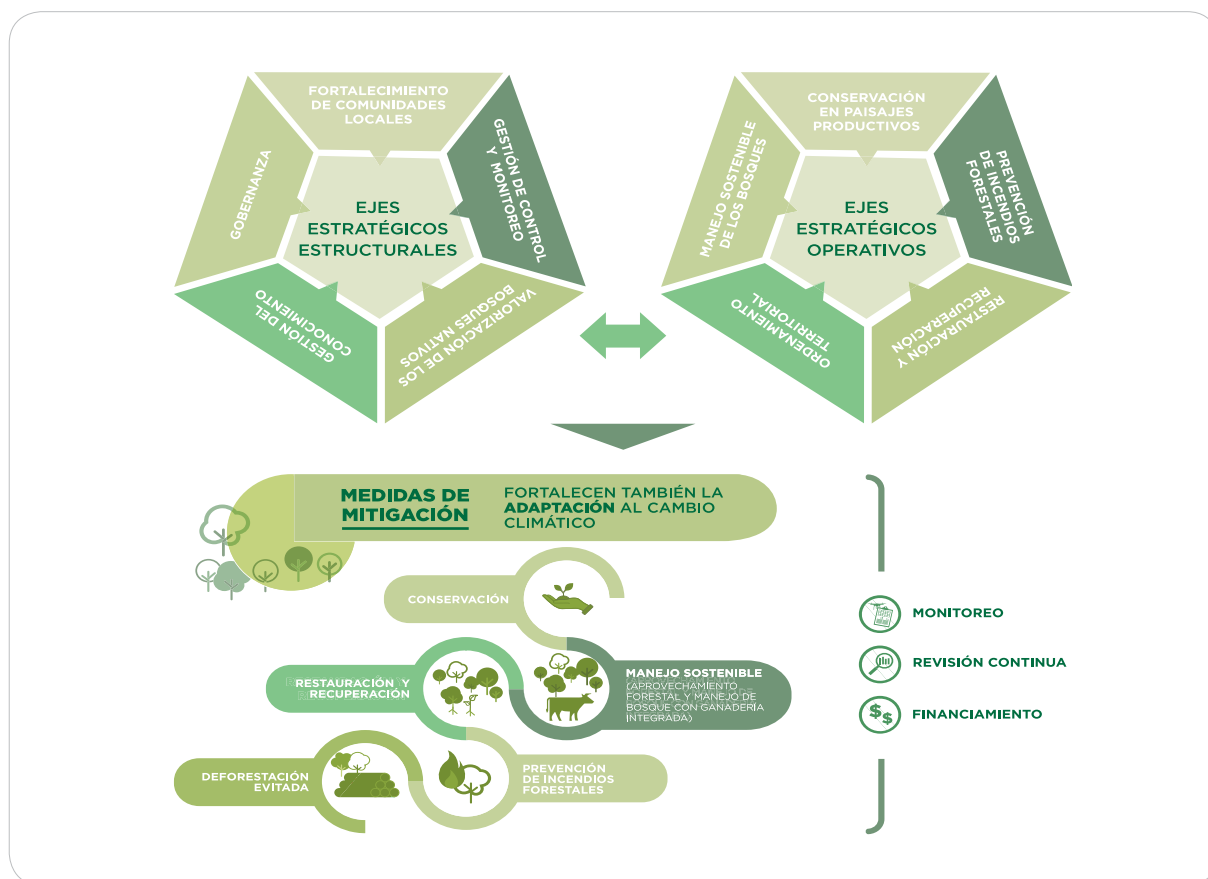 FORTALECIMIENTO
DE COMUNIDADES
LOCALES
GESTIÓN DE CONTROL
Y MONITOREO
VALORIZACIÓN DE LOS
BOSQUES NATIVOS
GESTIÓN DEL
CONOCIMIENTO
GOBERNANZA
EJES
ESTRATÉGICOS
ESTRUCTURALES
CONSERVACIÓN
EN PAISAJES
PRODUCTIVOS
PREVENCIÓN
DE INCENDIOS
FORESTALES
RESTAURACIÓN Y
RECUPERACIÓN
ORDENAMIENTO
TERRITORIAL
MANEJO SOSTENIBLE
DE LOS BOSQUES
EJES
ESTRATÉGICOS
OPERATIVOS
MEDIDAS DE
MITIGACIÓN
FORTALECEN TAMBIÉN LA
ADAPTACIÓN AL CAMBIO
CLIMÁTICO
CONSERVACIÓN
RESTAURACIÓN Y
RECUPERACIÓN
MANEJO SOSTENIBLE
(APROVECHAMIENTO
FORESTAL Y MANEJO DE
BOSQUE CON GANADERÍA
INTEGRADA)
DEFORESTACIÓN
EVITADA
PREVENCIÓN
DE INCENDIOS
FORESTALES
MONITOREO
REVISIÓN CONTINUA
$$
FINANCIAMIENTO